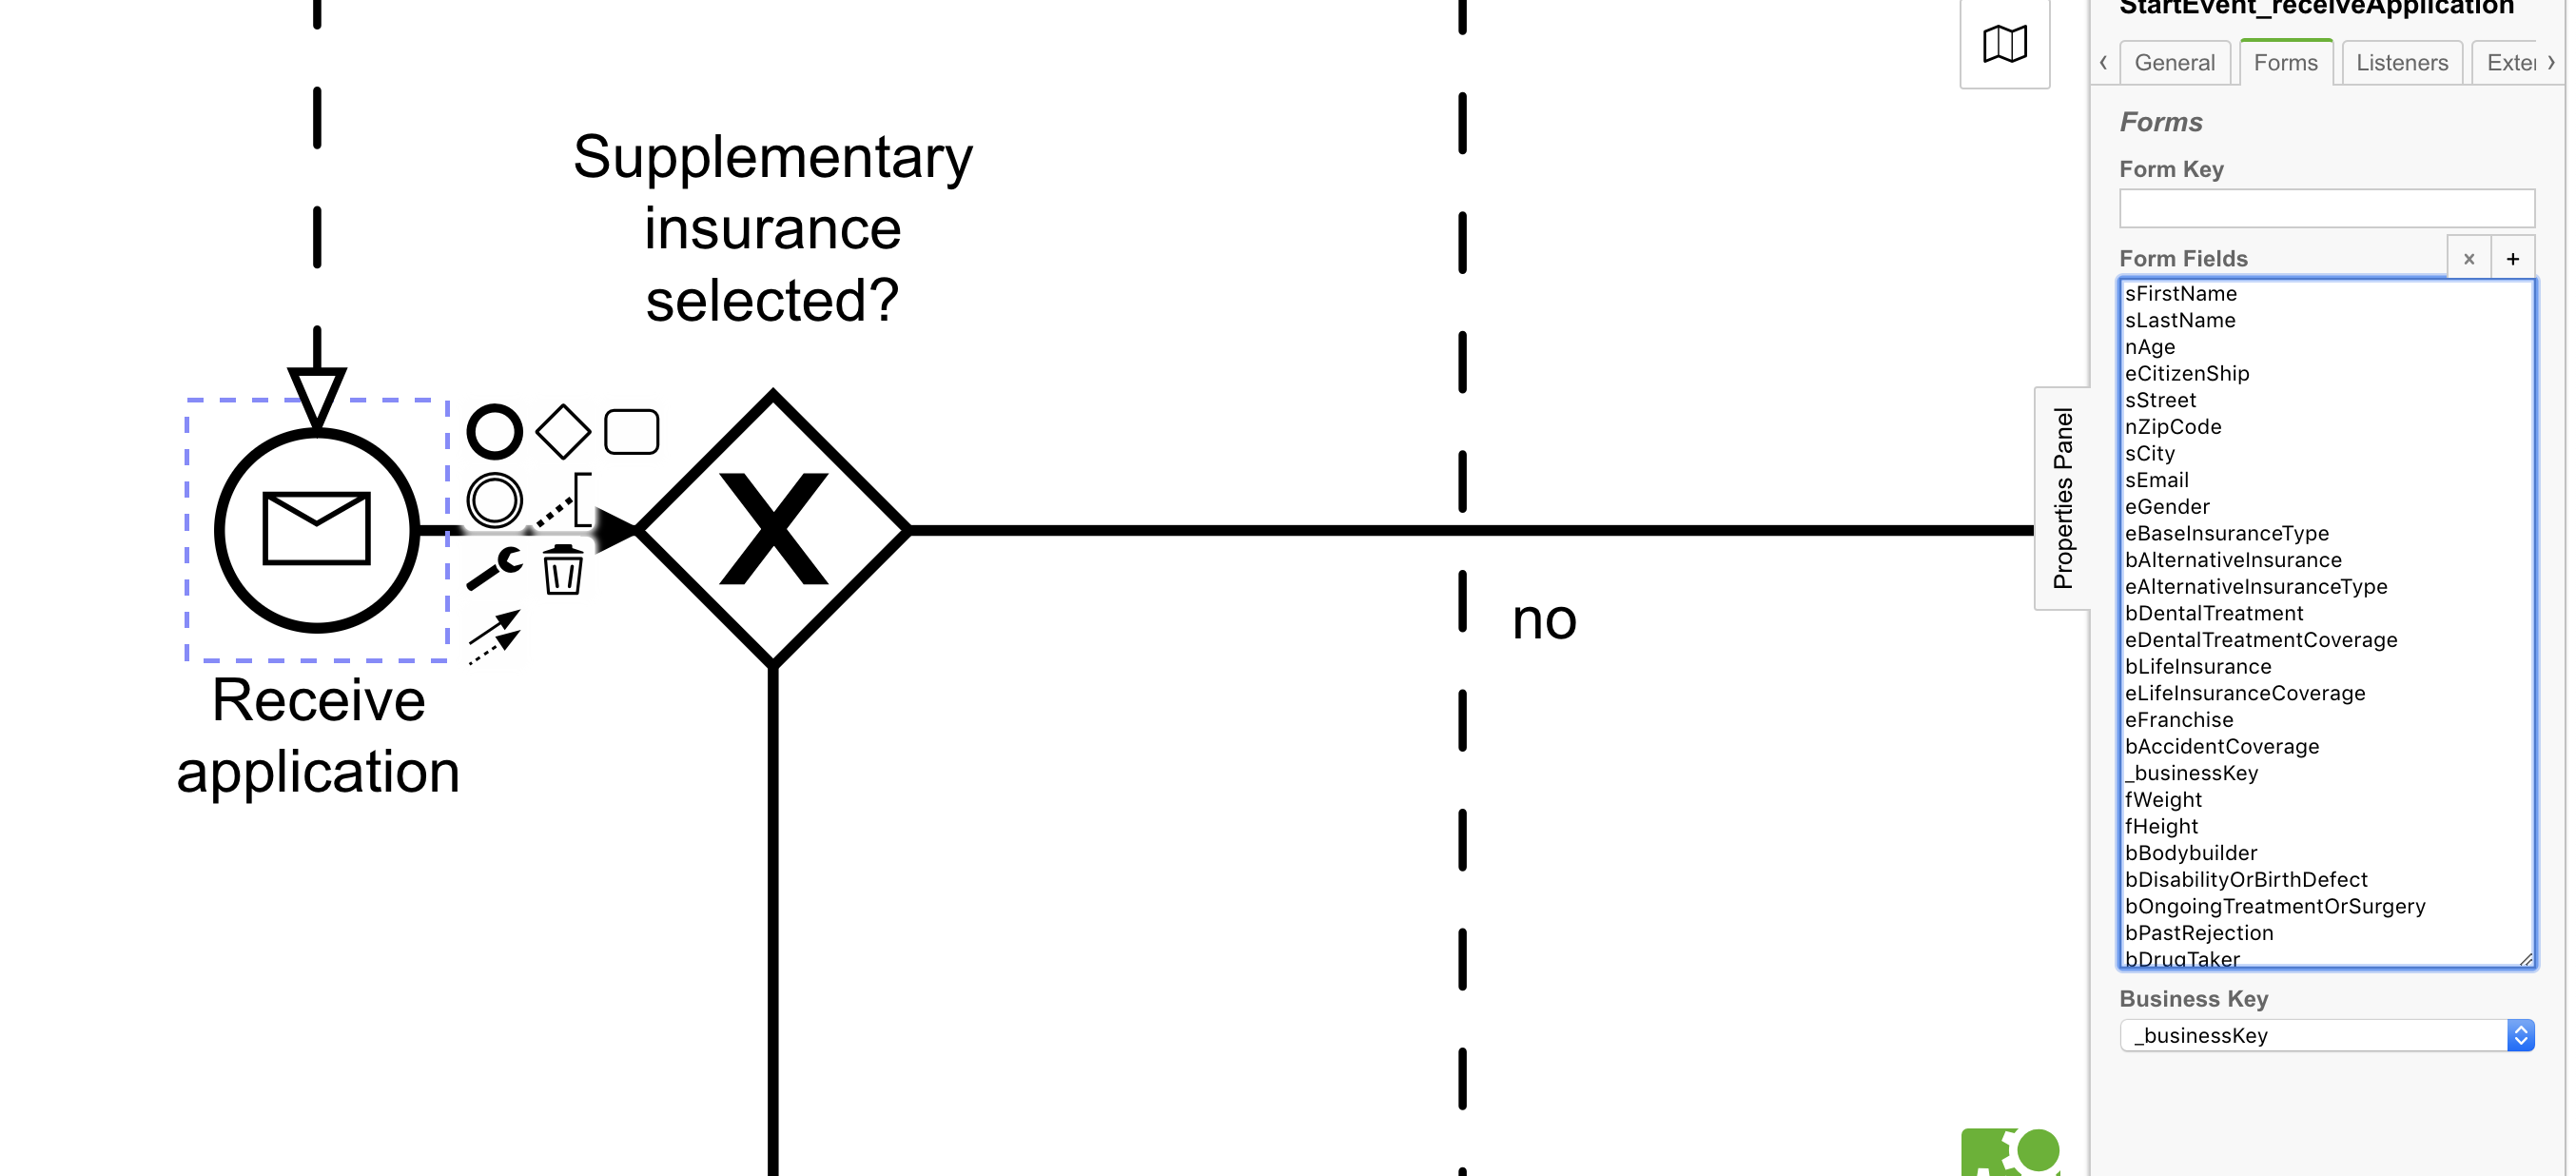 Supplementary
insurance
selected?
Receive
application
no
Properties Panel
StartEvent_receiveApplication
General
Forms
Listeners
Exter
Forms
Form Key
Form Fields
sFirstName
sLastName
nAge
eCitizenShip
sStreet
nZipCode
sCity
sEmail
eGender
eBaseInsuranceType
bAlternativeInsurance
eAlternativeInsuranceType
bDentalTreatment
eDentalTreatmentCoverage
bLifeInsurance
eLifeInsuranceCoverage
eFranchise
bAccidentCoverage
_businessKey
fWeight
fHeight
bBodybuilder
bDisabilityOrBirthDefect
bOngoingTreatmentOrSurgery
bPastRejection
bDrugTaker
Business Key
_businessKey